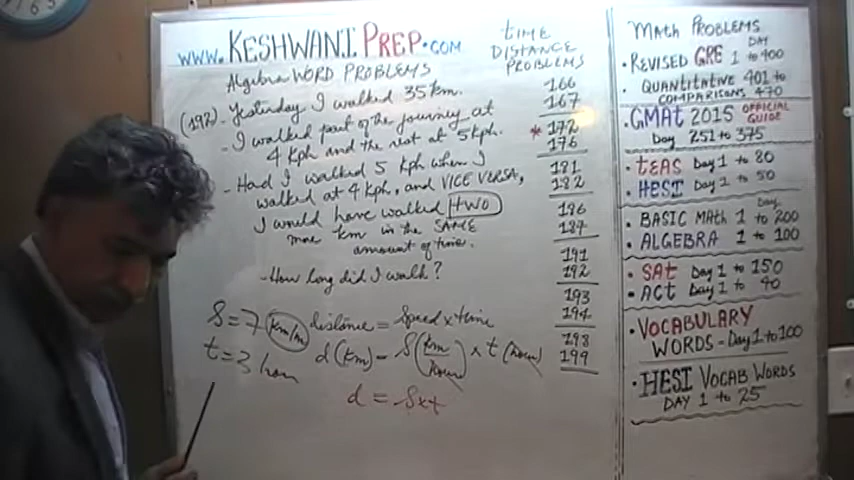 www.KESHWANIPREP.COM
Algebra WORD PROBLEMS
(192) - Yesterday I walked 35 km.
- I walked part of the journey at
4 kph and the rest at 5 kph.
- Had I walked 5 kph when I
walked at 4 kph, and VICE VERSA,
I would have walked TWO
more km in the SAME
amount of time.
- How long did I walk?
S = 7 km/h
t = 3 hour
distance = Speed x time
d (km) = S (km/hour) x t (hour)
d = S x t
tIME
DISTANCE
PROBLEMS
166
167
* 172
176
181
182
186
187
191
192
193
194
198
199
MAtH PROBLEMS
• REVISED GRE DAY 1 to 400
• QUANtItAtIVE 401 to
COMPARISONS 470
• GMAt 2015 OFFICIAL GUIDE
Day 251 to 375
• tEAS Day 1 to 80
• HESI Day 1 to 50
• BASIC MAtH Day 1 to 200
• ALGEBRA 1 to 100
• SAt Day 1 to 150
• ACt Day 1 to 40
• VOCABULARY
WORDS - Day 1 to 100
• HESI VOCAB WORDS
DAY 1 to 25